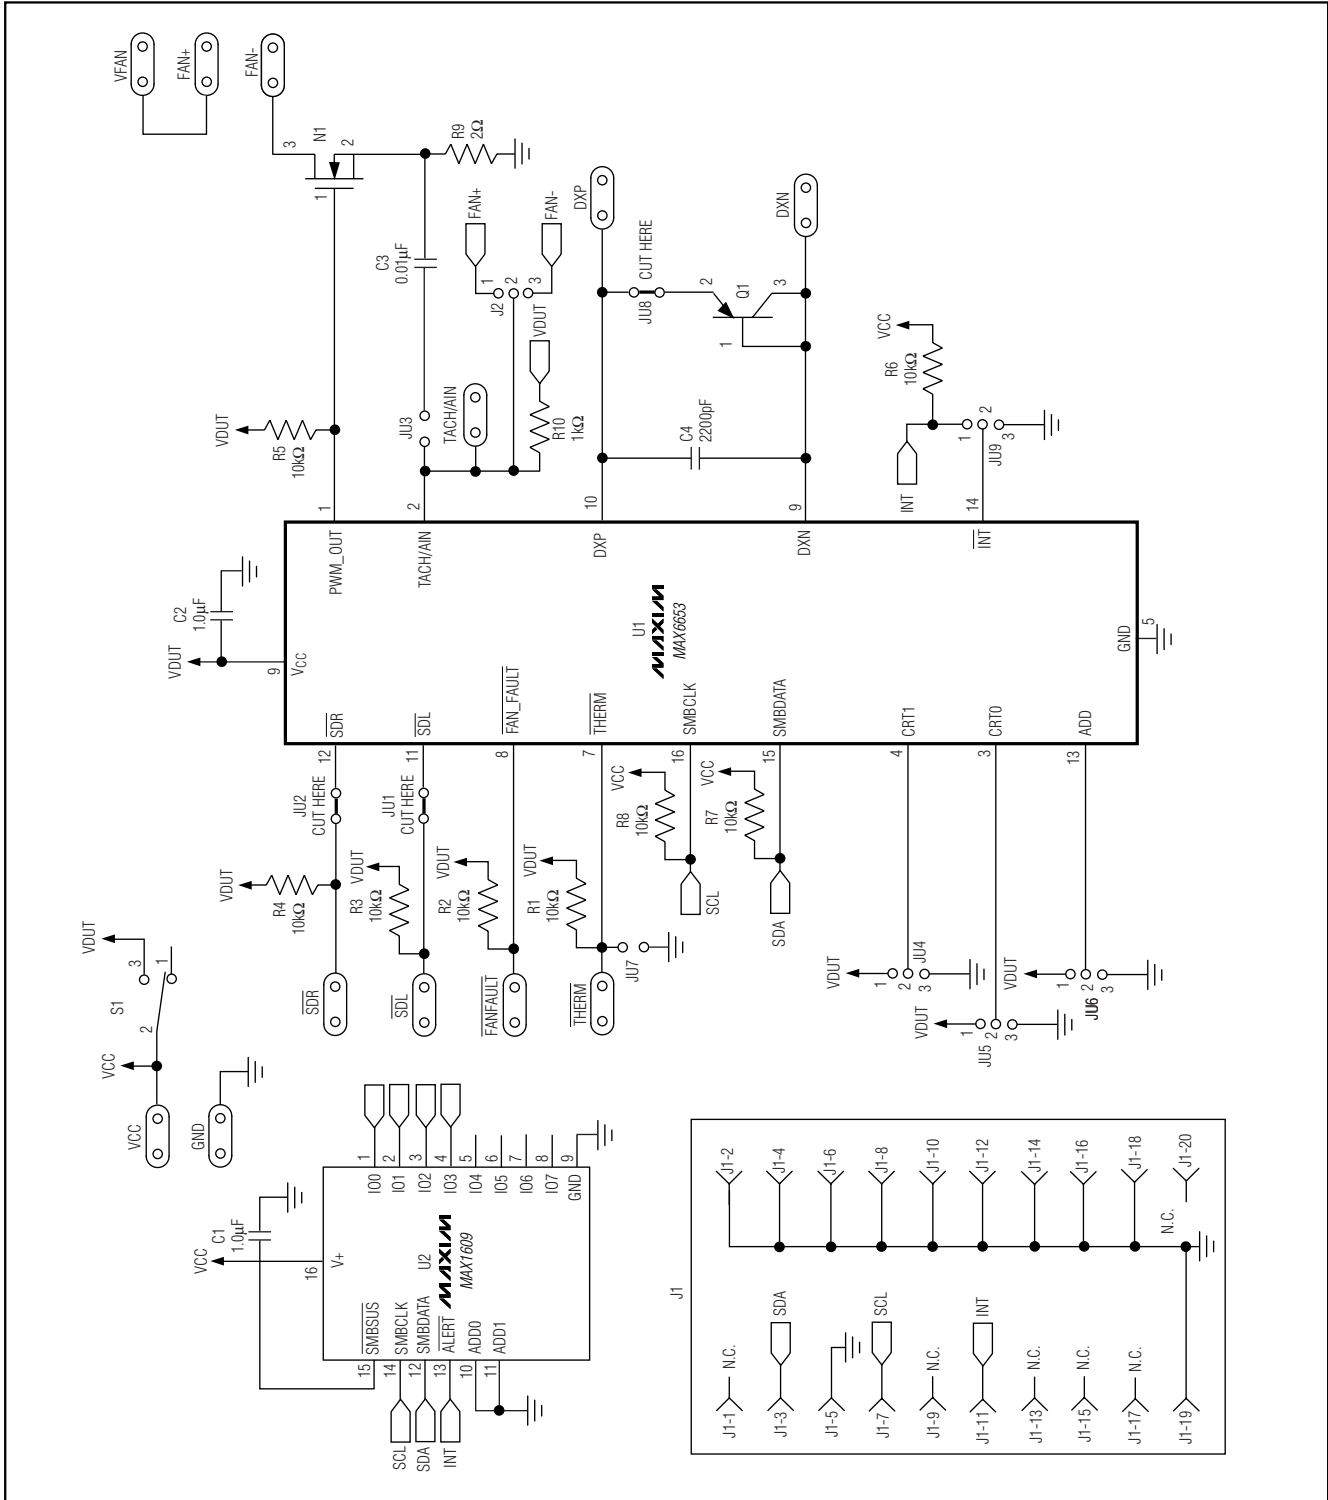 VFAN
FAN+
FAN-
3
N1
1
2
R9
2Ω
C3
0.01µF
VDUT
R5
10kΩ
JU3
TACH/AIN
FAN+
FAN-
J2
1
2
3
VDUT
R10
1kΩ
DXP
DXN
JU8
CUT HERE
2
Q1
1
3
C4
2200pF
VCC
R6
10kΩ
INT
1
2
3
JU9
1
2
10
9
14
PWM_OUT
TACH/AIN
DXP
DXN
INT
VDUT
C2
1.0µF
9
VCC
U1
MAXIM
MAX6653
GND
5
SDR
SDL
FAN_FAULT
THERM
SMBCLK
SMBDATA
CRT1
CRT0
ADD
12
11
8
7
16
15
4
3
13
JU2
CUT HERE
JU1
CUT HERE
VDUT
R4
10kΩ
VDUT
R3
10kΩ
VDUT
R2
10kΩ
VDUT
R1
10kΩ
VCC
R8
10kΩ
VCC
R7
10kΩ
SCL
SDA
JU7
SDR
SDL
FANFAULT
THERM
VDUT
1
2
3
JU4
VDUT
1
2
3
JU5
VDUT
1
2
3
JU6
VDUT
3
1
S1
2
VCC
VCC
GND
VCC
C1
1.0µF
16
V+
1
2
3
4
5
6
7
8
9
IO0
IO1
IO2
IO3
IO4
IO5
IO6
IO7
GND
U2
MAXIM
MAX1609
SMBSUS
SMBCLK
SMBDATA
ALERT
ADD0
ADD1
15
14
12
13
10
11
SCL
SDA
INT
J1
J1-2
J1-4
J1-6
J1-8
J1-10
J1-12
J1-14
J1-16
J1-18
J1-20
N.C.
J1-1
N.C.
J1-3
SDA
J1-5
J1-7
SCL
J1-9
N.C.
J1-11
INT
J1-13
N.C.
J1-15
N.C.
J1-17
N.C.
J1-19